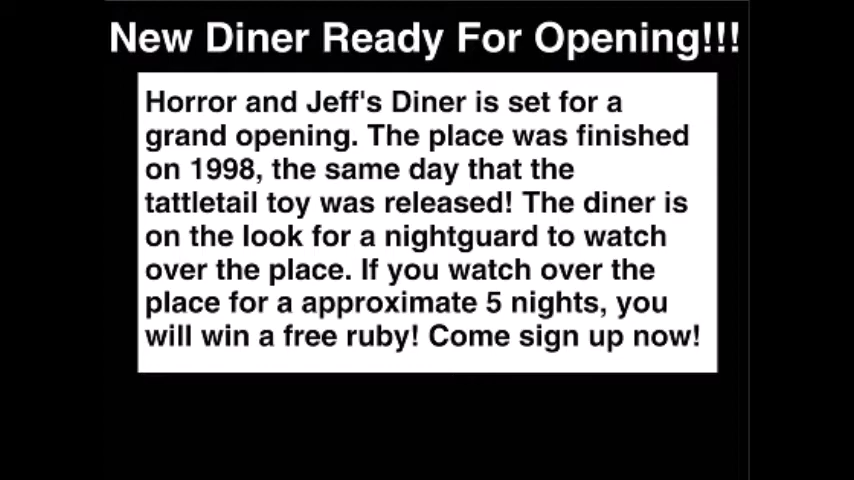 New Diner Ready For Opening!!!
Horror and Jeff's Diner is set for a
grand opening. The place was finished
on 1998, the same day that the
tattletail toy was released! The diner is
on the look for a nightguard to watch
over the place. If you watch over the
place for a approximate 5 nights, you
will win a free ruby! Come sign up now!